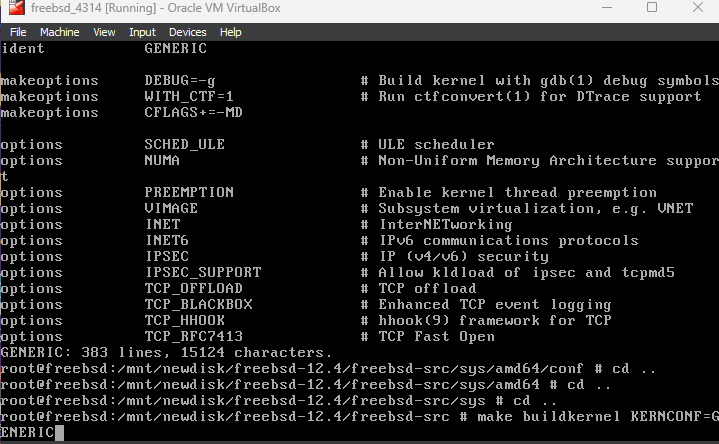 freebsd_4314 [Running] - Oracle VM VirtualBox
File Machine View Input Devices Help
ident GENERIC
makeoptions DEBUG=-g # Build kernel with gdb(1) debug symbols
makeoptions WITH_CTF=1 # Run ctfconvert(1) for DTrace support
makeoptions CFLAGS+=-MD
options SCHED_ULE # ULE scheduler
options NUMA # Non-Uniform Memory Architecture suppor
t
options PREEMPTION # Enable kernel thread preemption
options VIMAGE # Subsystem virtualization, e.g. VNET
options INET # InterNETworking
options INET6 # IPv6 communications protocols
options IPSEC # IP (v4/v6) security
options IPSEC_SUPPORT # Allow kldload of ipsec and tcpmd5
options TCP_OFFLOAD # TCP offload
options TCP_BLACKBOX # Enhanced TCP event logging
options TCP_HHOOK # hhook(9) framework for TCP
options TCP_RFC7413 # TCP Fast Open
GENERIC: 383 lines, 15124 characters.
root@freebsd:/mnt/newdisk/freebsd-12.4/freebsd-src/sys/amd64/conf # cd ..
root@freebsd:/mnt/newdisk/freebsd-12.4/freebsd-src/sys/amd64 # cd ..
root@freebsd:/mnt/newdisk/freebsd-12.4/freebsd-src/sys # cd ..
root@freebsd:/mnt/newdisk/freebsd-12.4/freebsd-src # make buildkernel KERNCONF=G
ENERIC